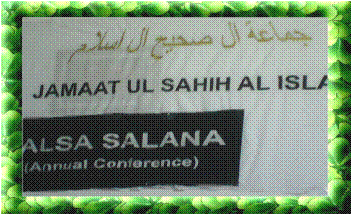 جماعة ال صحيح ال اسلام
JAMAAT UL SAHIH AL ISLA
ALSA SALANA
(Annual Conference)